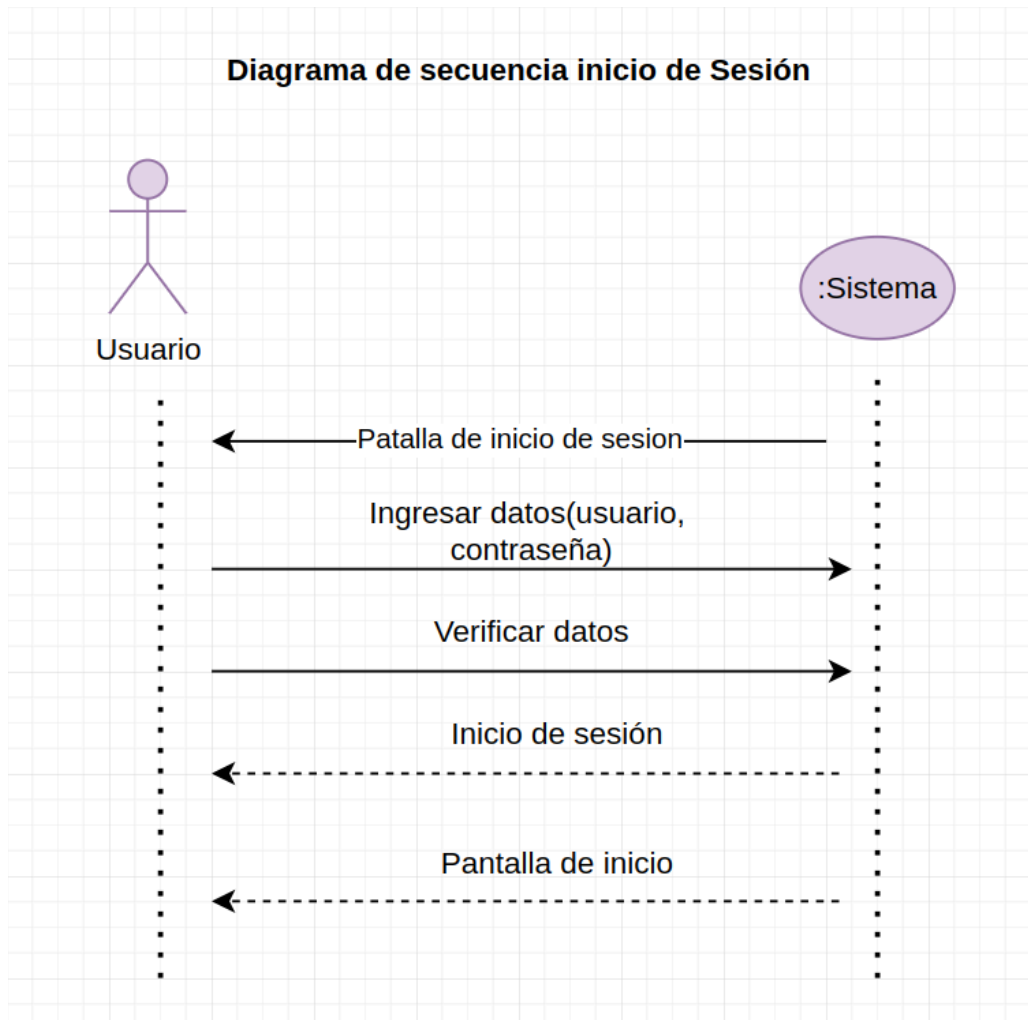 Diagrama de secuencia inicio de Sesión
:Sistema
Usuario
Patalla de inicio de sesion
Ingresar datos(usuario,
contraseña)
Verificar datos
Inicio de sesión
Pantalla de inicio